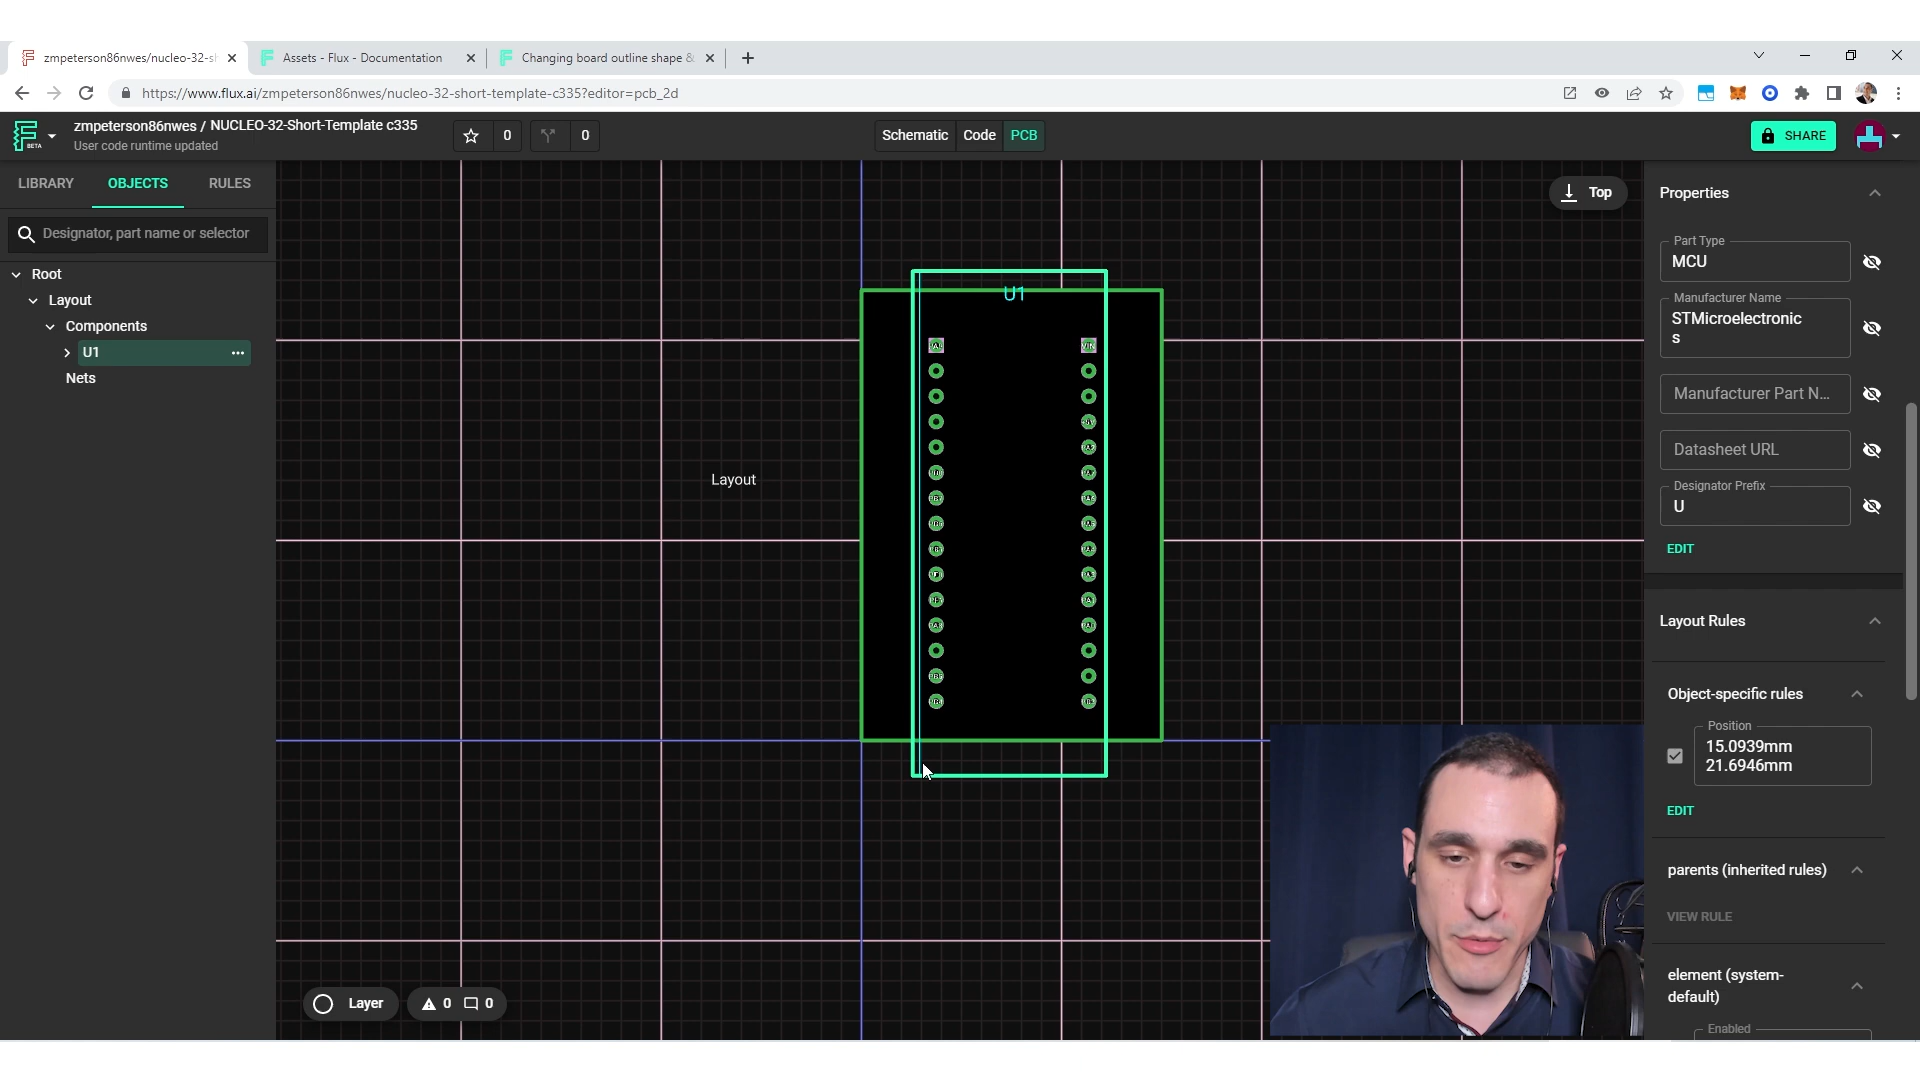 zmpeterson86nwes/nucleo-32-sh
Assets - Flux - Documentation
Changing board outline shape &
https://www.flux.ai/zmpeterson86nwes/nucleo-32-short-template-c335?editor=pcb_2d
BETA
zmpeterson86nwes / NUCLEO-32-Short-Template c335
User code runtime updated
0
0
Schematic
Code
PCB
SHARE
LIBRARY
OBJECTS
RULES
Designator, part name or selector
Root
Layout
Components
U1
Nets
Top
U1
Layout
Layer
0
0
Properties
Part Type
MCU
Manufacturer Name
STMicroelectronic
s
Manufacturer Part N...
Datasheet URL
Designator Prefix
U
EDIT
Layout Rules
Object-specific rules
Position
15.0939mm
21.6946mm
EDIT
parents (inherited rules)
VIEW RULE
element (system-
default)
Enabled